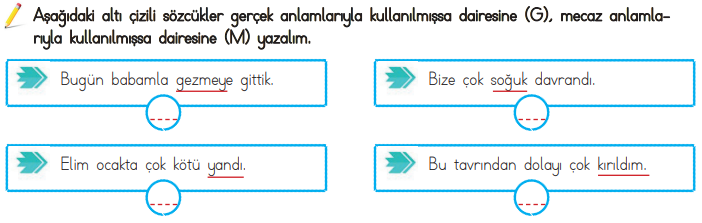 Aşağıdaki altı çizili sözcükler gerçek anlamlarıyla kullanılmışsa dairesine (G), mecaz anlamla-
rıyla kullanılmışsa dairesine (M) yazalım.
Bugün babamla gezmeye gittik.
Bize çok soğuk davrandı.
Elim ocakta çok kötü yandı.
Bu tavrından dolayı çok kırıldım.